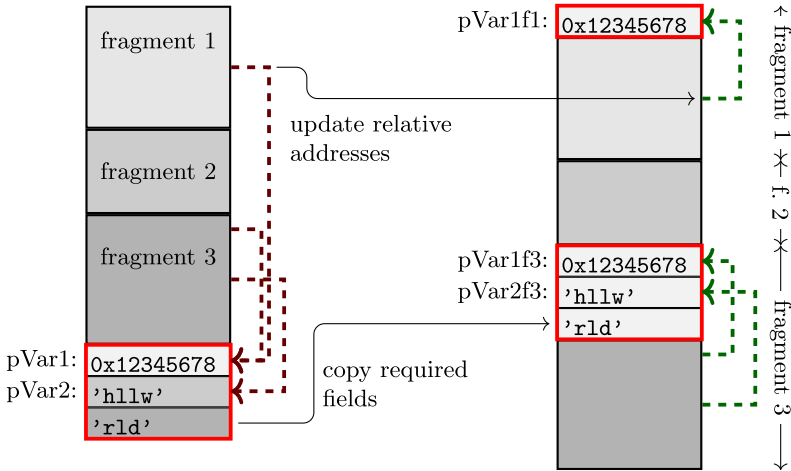 fragment 1
fragment 2
fragment 3
pVar1: 0x12345678
pVar2: 'hllw'
'rld'
update relative
addresses
copy required
fields
pVar1f1: 0x12345678
pVar1f3: 0x12345678
pVar2f3: 'hllw'
'rld'
fragment 1
f. 2
fragment 3